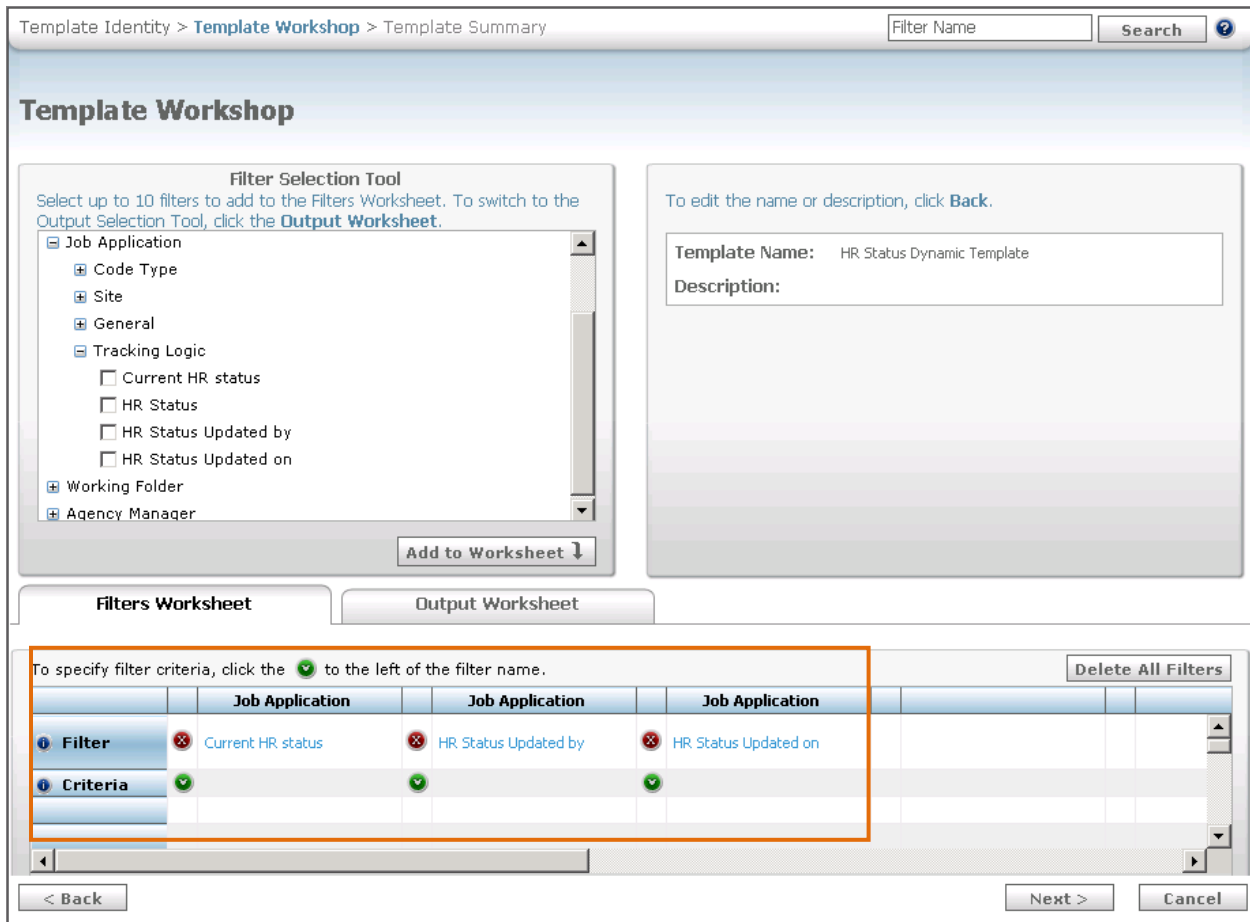 Template Identity > Template Workshop > Template Summary
Filter Name
Search
?
Template Workshop
Filter Selection Tool
Select up to 10 filters to add to the Filters Worksheet. To switch to the
Output Selection Tool, click the Output Worksheet.
Job Application
Code Type
Site
General
Tracking Logic
Current HR status
HR Status
HR Status Updated by
HR Status Updated on
Working Folder
Agency Manager
Add to Worksheet
To edit the name or description, click Back.
Template Name: HR Status Dynamic Template
Description:
Filters Worksheet
Output Worksheet
To specify filter criteria, click the to the left of the filter name.
Delete All Filters
Job Application Job Application Job Application
Filter Current HR status HR Status Updated by HR Status Updated on
Criteria
< Back
Next >
Cancel